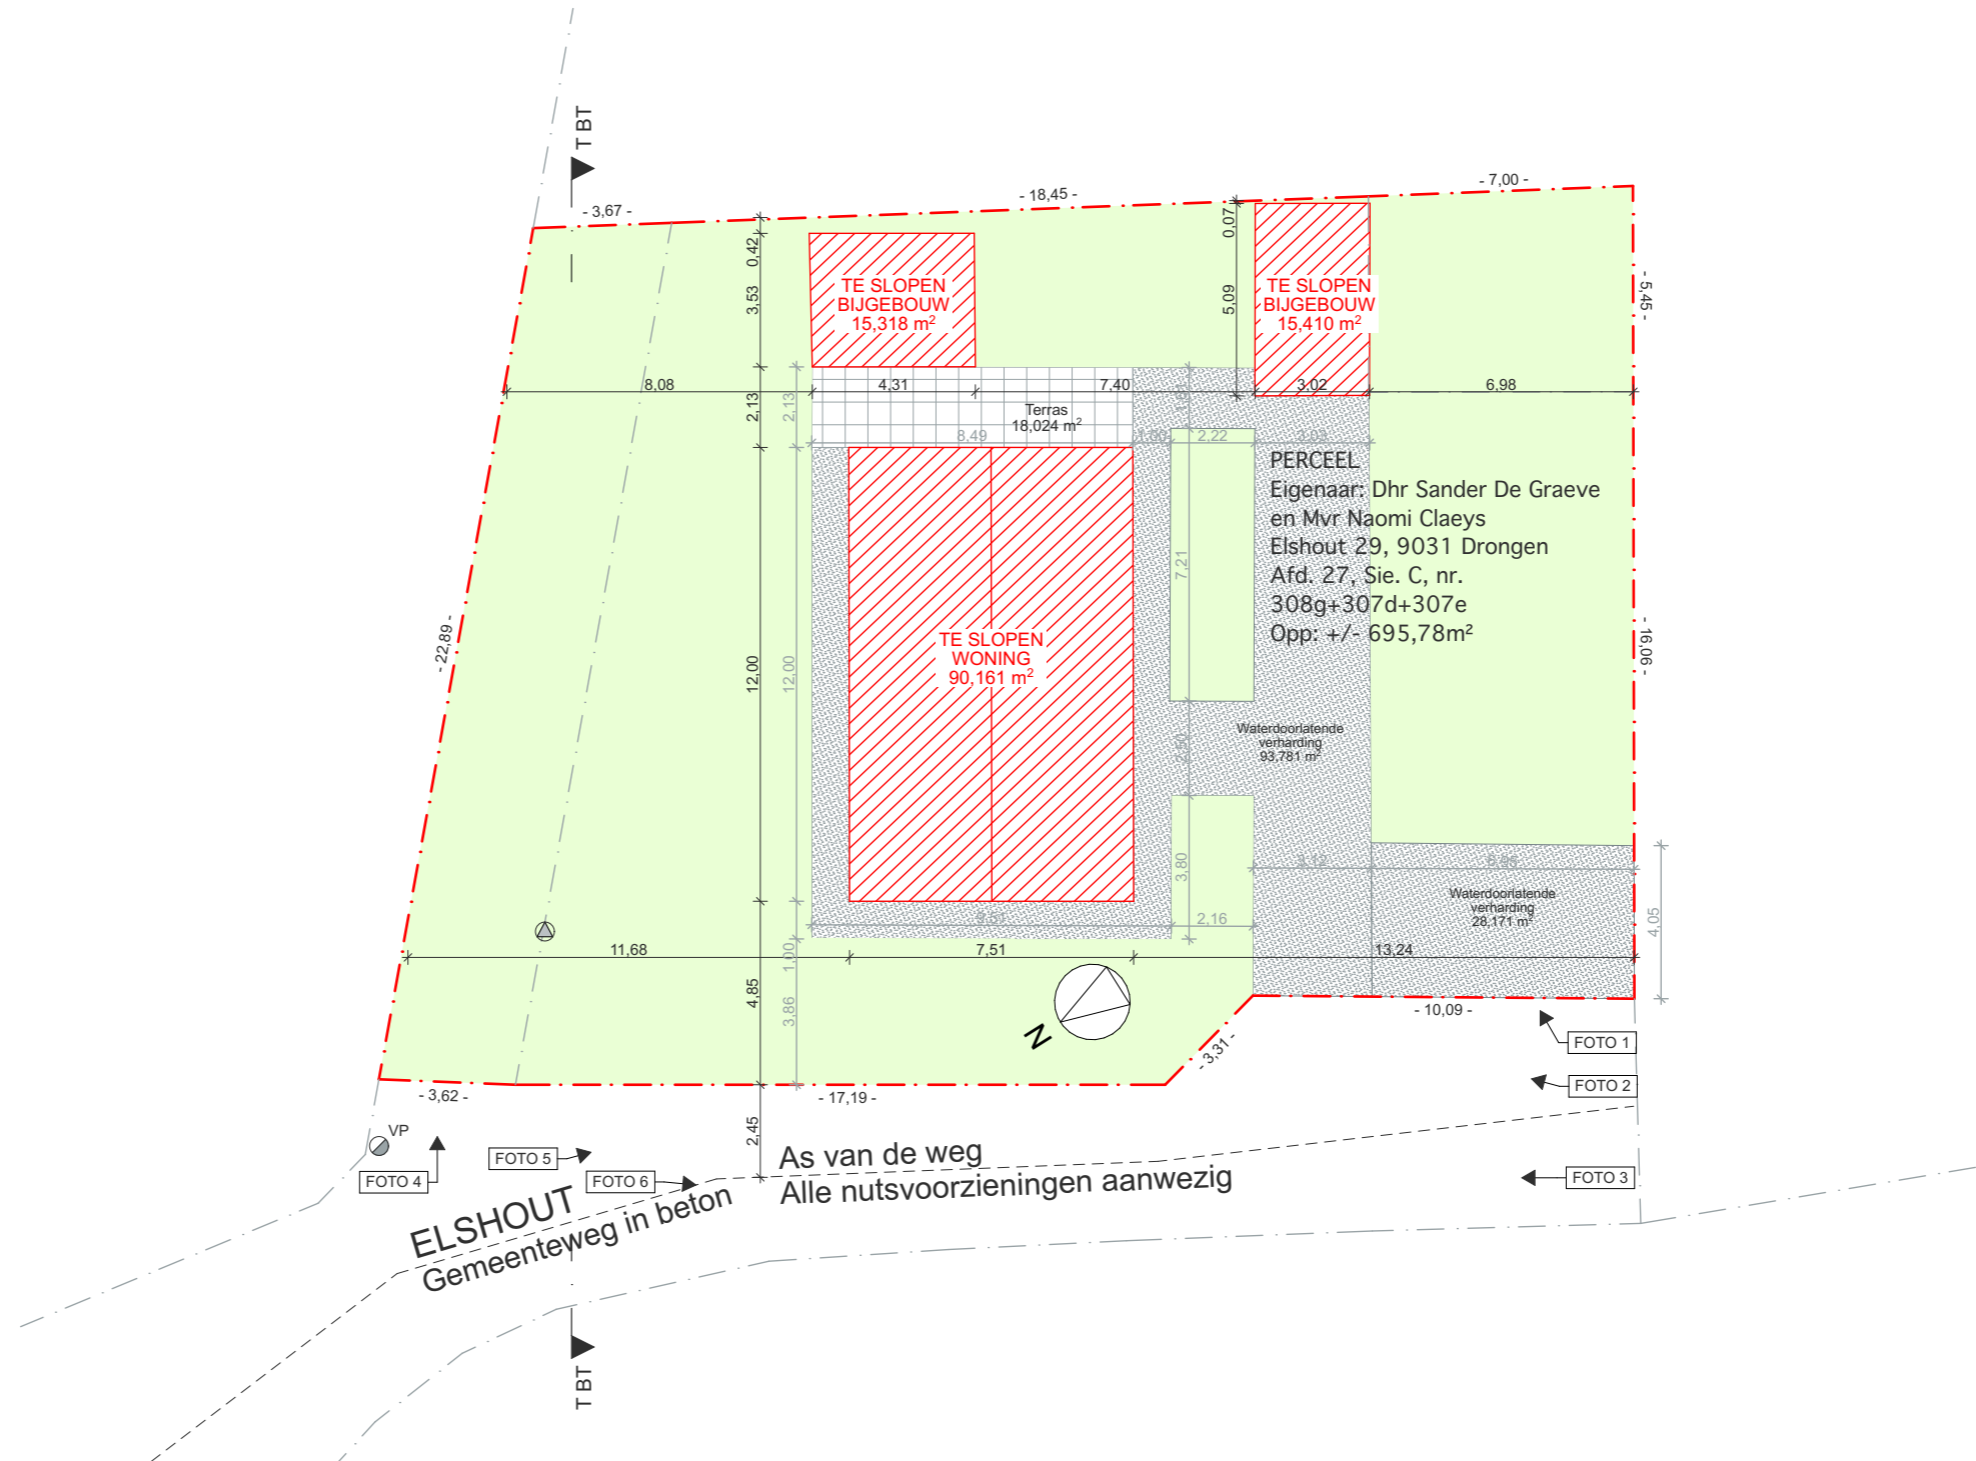 T BT
- 3,67 -
- 18,45 -
- 7,00 -
0,42
3,53
2,13
12,00
4,85
2,45
2,13
12,00
1,00
3,86
0,07
5,09
- 5,45 -
- 16,06 -
TE SLOPEN
BIJGEBOUW
15,318 m²
TE SLOPEN
BIJGEBOUW
15,410 m²
8,08
4,31
7,40
3,02
6,98
Terras
18,024 m²
8,49
1,00
2,22
3,03
PERCEEL
Eigenaar: Dhr Sander De Graeve
en Mvr Naomi Claeys
Elshout 29, 9031 Drongen
Afd. 27, Sie. C, nr.
308g+307d+307e
Opp: +/- 695,78m²
7,21
2,50
3,80
- 22,89 -
TE SLOPEN
WONING
90,161 m²
Waterdoorlatende
verharding
93,781 m²
3,12
Waterdoorlatende
verharding
28,171 m²
4,05
9,51
2,16
11,68
7,51
13,24
N
- 3,31 -
- 10,09 -
- 3,62 -
- 17,19 -
FOTO 1
FOTO 2
FOTO 3
VP
FOTO 4
FOTO 5
FOTO 6
As van de weg
Alle nutsvoorzieningen aanwezig
ELSHOUT
Gemeenteweg in beton
T BT